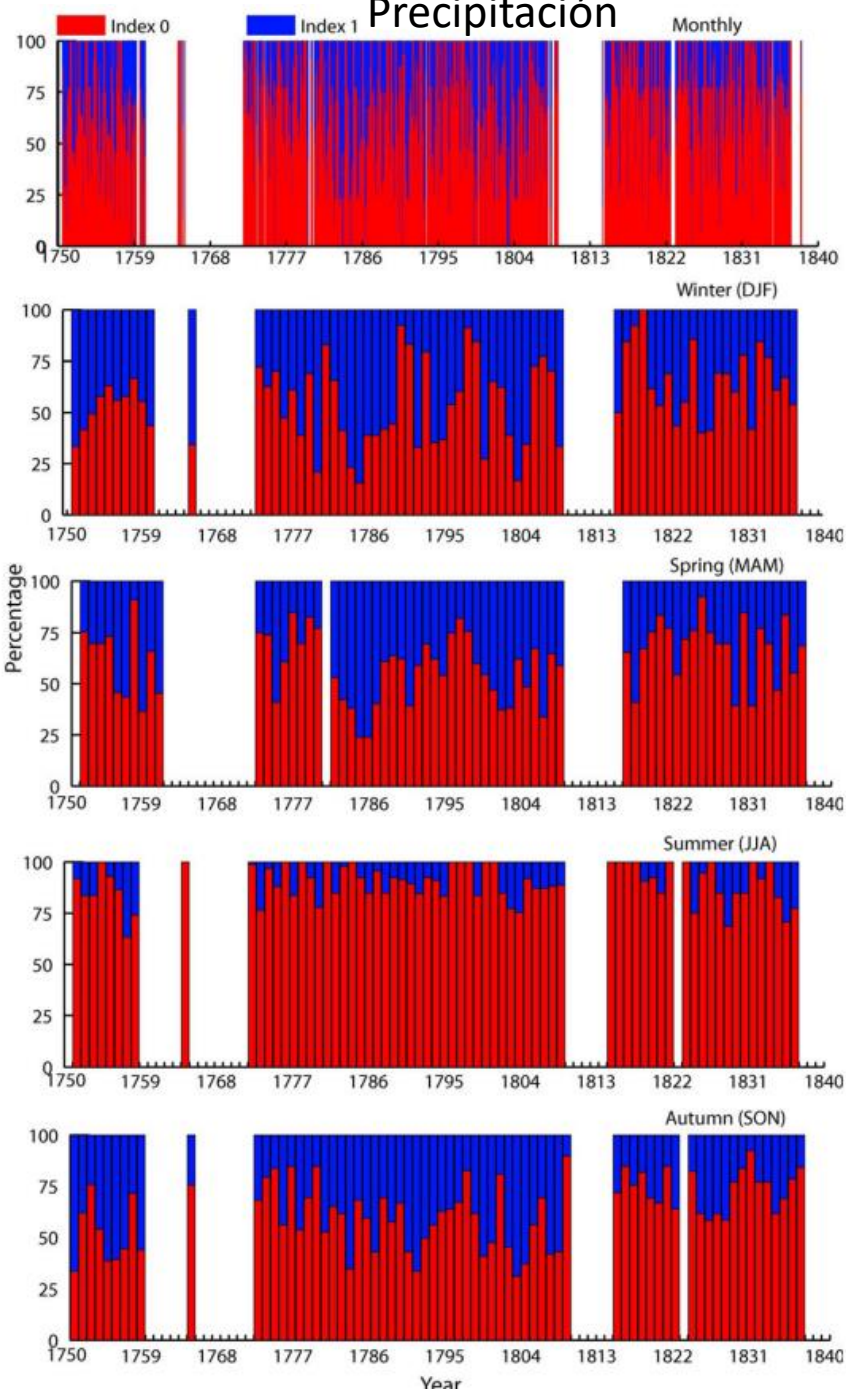 Precipitación
Index 0 Index 1 Monthly
100
75
50
25
0
1750 1759 1768 1777 1786 1795 1804 1813 1822 1831 1840
Winter (DJF)
100
75
50
25
0
1750 1759 1768 1777 1786 1795 1804 1813 1822 1831 1840
Spring (MAM)
Percentage
100
75
50
25
0
1750 1759 1768 1777 1786 1795 1804 1813 1822 1831 1840
Summer (JJA)
100
75
50
25
0
1750 1759 1768 1777 1786 1795 1804 1813 1822 1831 1840
Autumn (SON)
100
75
50
25
0
1750 1759 1768 1777 1786 1795 1804 1813 1822 1831 1840
Year